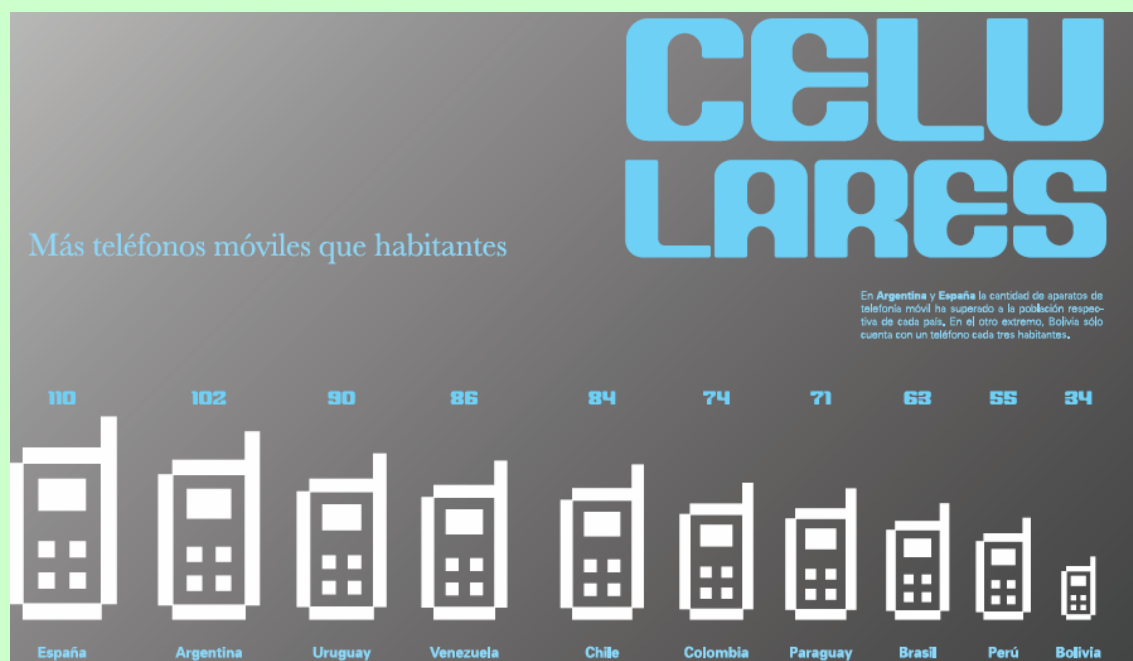 CELU
LARES
Más teléfonos móviles que habitantes
En Argentina y España la cantidad de aparatos de
telefonía móvil ha superado a la población respec-
tiva de cada país. En el otro extremo, Bolivia sólo
cuenta con un teléfono cada tres habitantes.
110 102 90 86 84 74 71 63 55 34
España Argentina Uruguay Venezuela Chile Colombia Paraguay Brasil Perú Bolivia